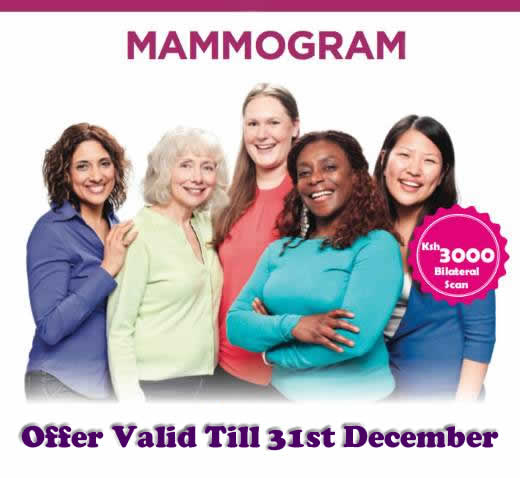 MAMMOGRAM
Ksh 3000
Bilateral
Scan
Offer Valid Till 31st December